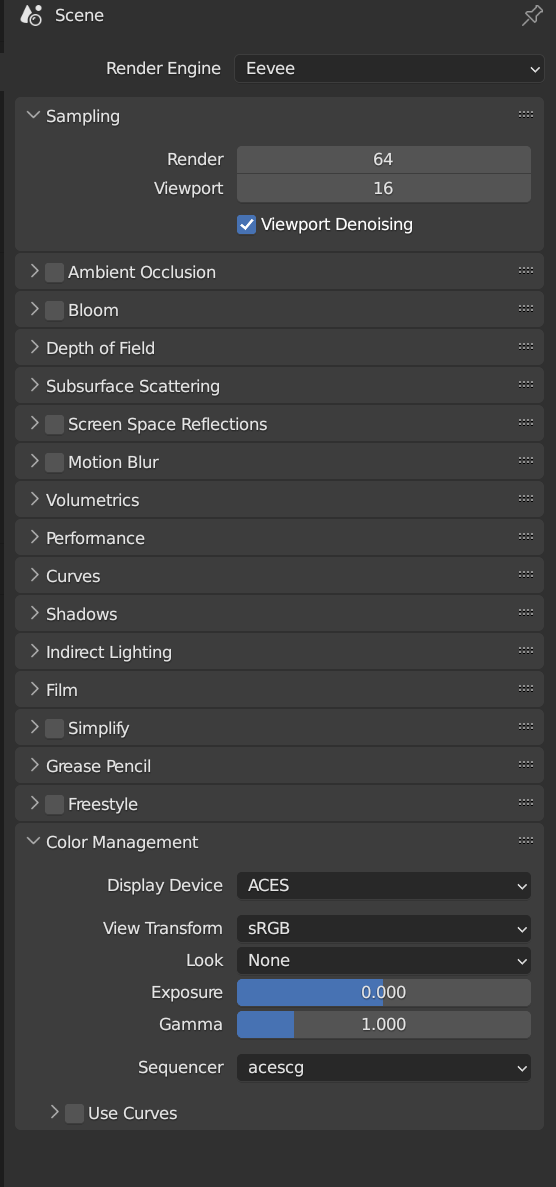 Scene
Render Engine Eevee
Sampling
Render 64
Viewport 16
Viewport Denoising
Ambient Occlusion
Bloom
Depth of Field
Subsurface Scattering
Screen Space Reflections
Motion Blur
Volumetrics
Performance
Curves
Shadows
Indirect Lighting
Film
Simplify
Grease Pencil
Freestyle
Color Management
Display Device ACES
View Transform sRGB
Look None
Exposure 0.000
Gamma 1.000
Sequencer acescg
Use Curves